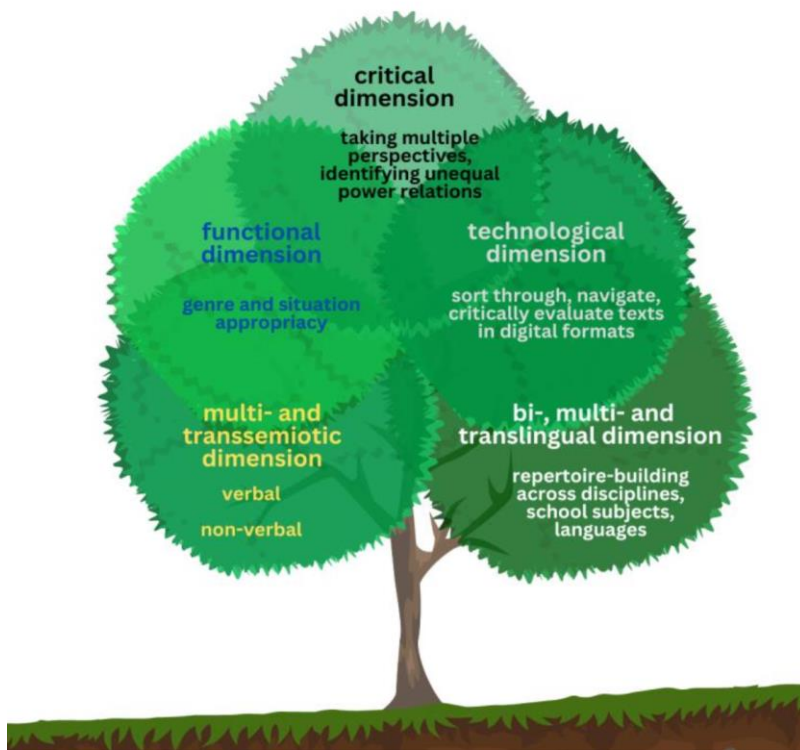 critical
dimension
taking multiple
perspectives,
identifying unequal
power relations
functional
dimension
genre and situation
appropriacy
technological
dimension
sort through, navigate,
critically evaluate texts
in digital formats
multi- and
transsemiotic
dimension
verbal
non-verbal
bi-, multi- and
translingual dimension
repertoire-building
across disciplines,
school subjects,
languages